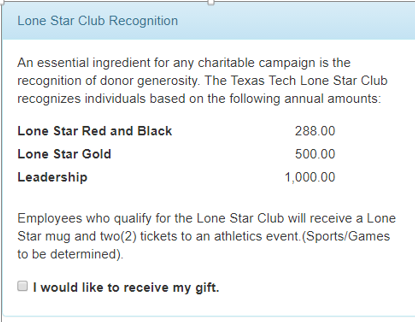 Lone Star Club Recognition
An essential ingredient for any charitable campaign is the
recognition of donor generosity. The Texas Tech Lone Star Club
recognizes individuals based on the following annual amounts:
Lone Star Red and Black 288.00
Lone Star Gold 500.00
Leadership 1,000.00
Employees who qualify for the Lone Star Club will receive a Lone
Star mug and two(2) tickets to an athletics event.(Sports/Games
to be determined).
I would like to receive my gift.